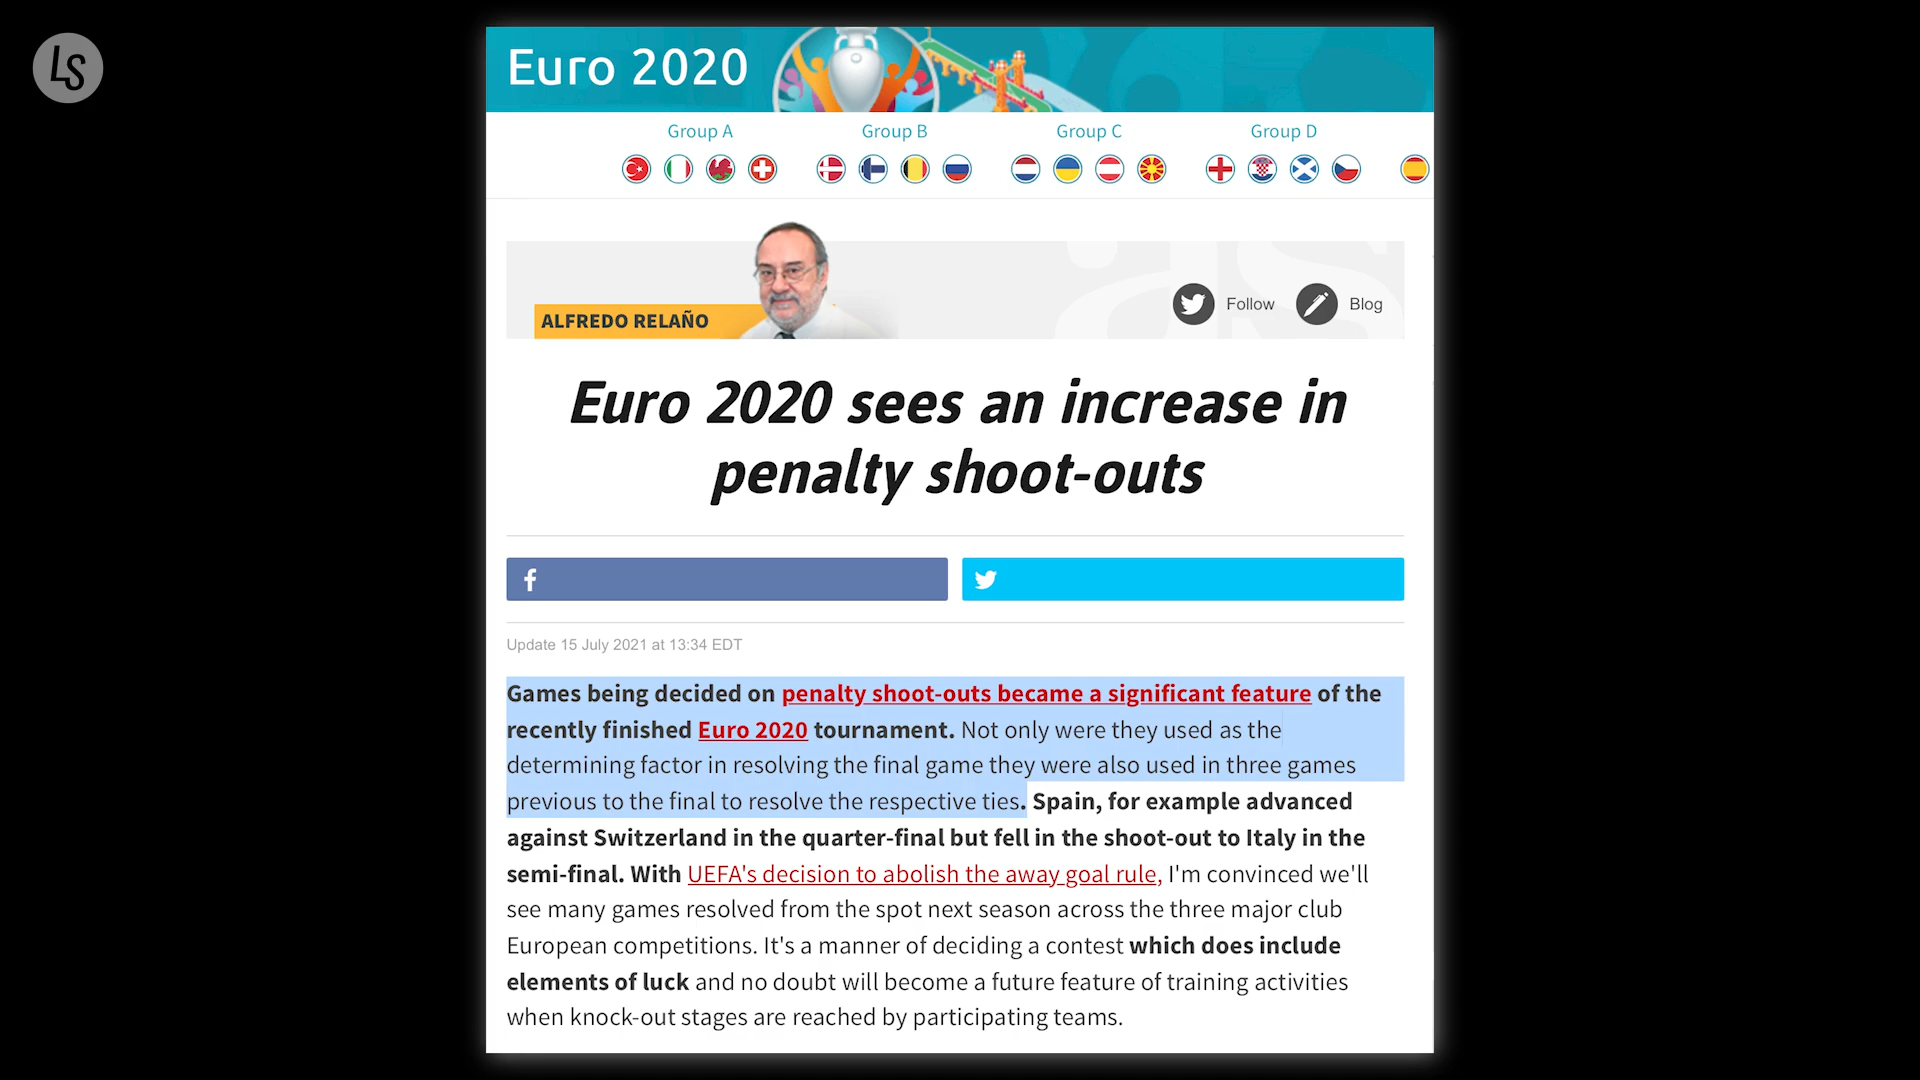 LS
Euro 2020
Group A
Group B
Group C
Group D
as
ALFREDO RELAÑO
Follow
Blog
Euro 2020 sees an increase in
penalty shoot-outs
f
Update 15 July 2021 at 13:34 EDT
Games being decided on penalty shoot-outs became a significant feature of the
recently finished Euro 2020 tournament. Not only were they used as the
determining factor in resolving the final game they were also used in three games
previous to the final to resolve the respective ties. Spain, for example advanced
against Switzerland in the quarter-final but fell in the shoot-out to Italy in the
semi-final. With UEFA's decision to abolish the away goal rule, I'm convinced we'll
see many games resolved from the spot next season across the three major club
European competitions. It's a manner of deciding a contest which does include
elements of luck and no doubt will become a future feature of training activities
when knock-out stages are reached by participating teams.